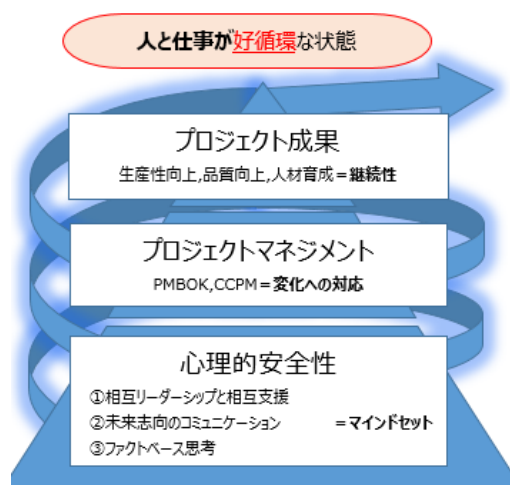 人と仕事が好循環な状態
プロジェクト成果
生産性向上,品質向上,人材育成=継続性
プロジェクトマネジメント
PMBOK,CCPM=変化への対応
心理的安全性
①相互リーダーシップと相互支援
②未来志向のコミュニケーション =マインドセット
③ファクトベース思考